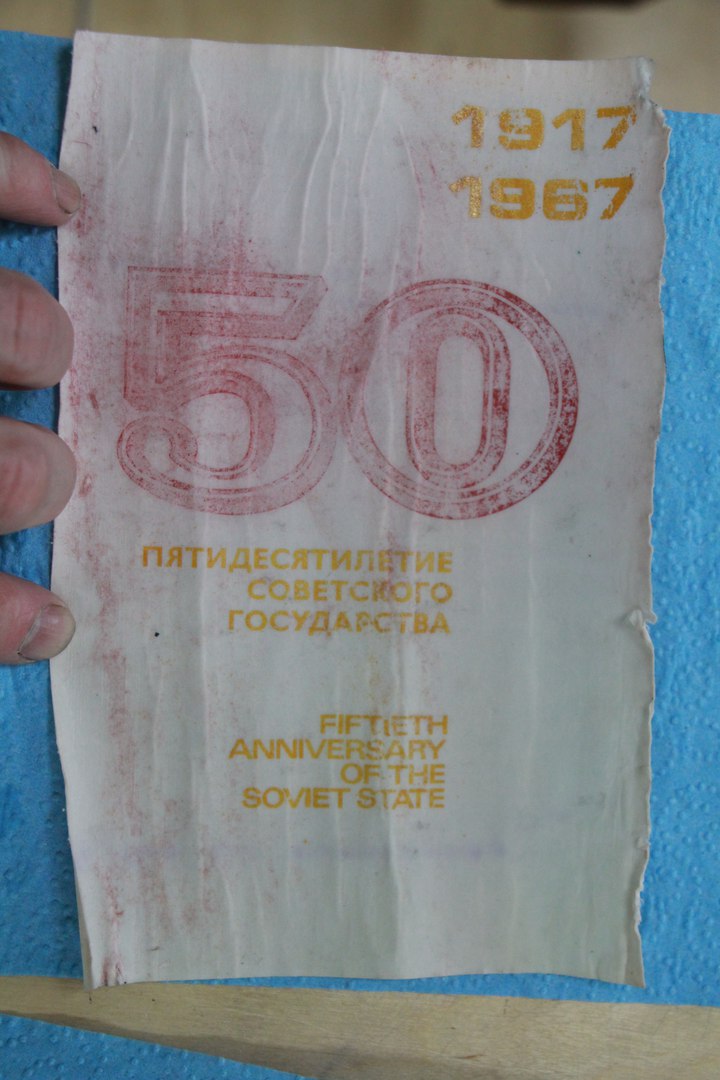 1917
1967
50
ПЯТИДЕСЯТИЛЕТИЕ
СОВЕТСКОГО
ГОСУДАРСТВА
FIFTIETH
ANNIVERSARY
OF THE
SOVIET STATE